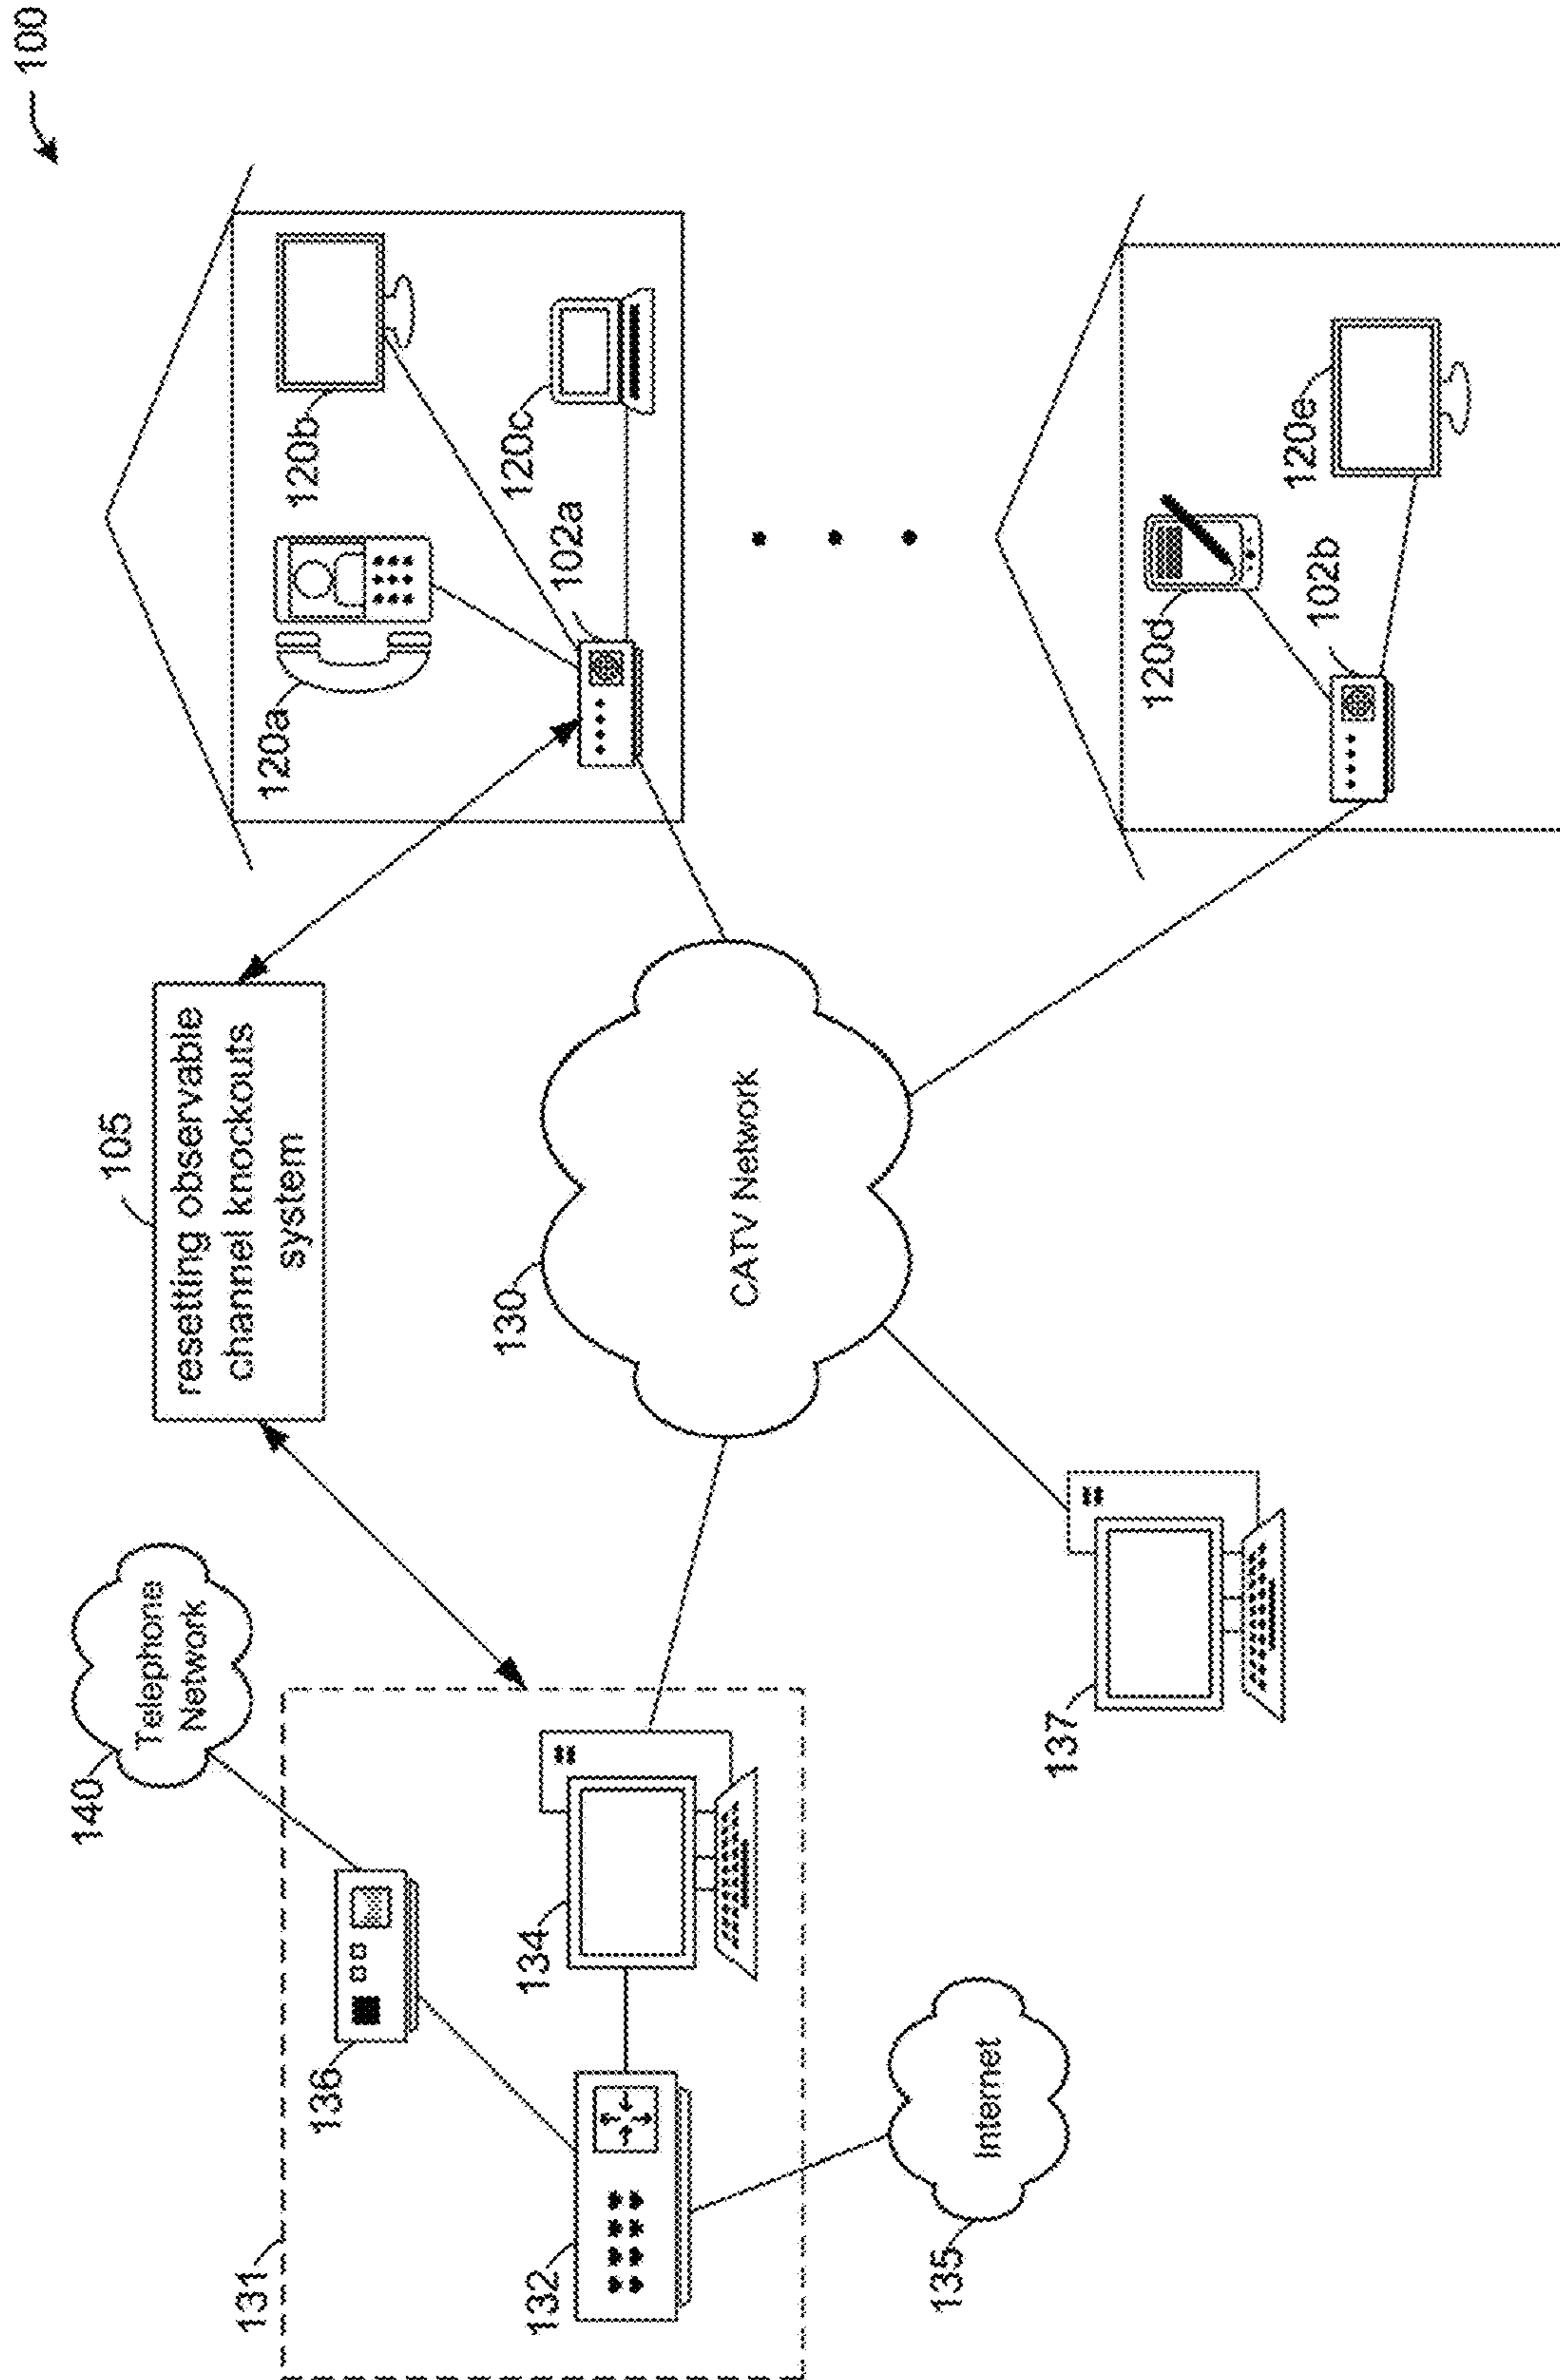 100
105
resetting observable
channel knockouts
system
140
Telephone
Network
120a
120b
120c
102a
131
136
134
132
130
CATV Network
120d
120e
102b
135
Internet
137